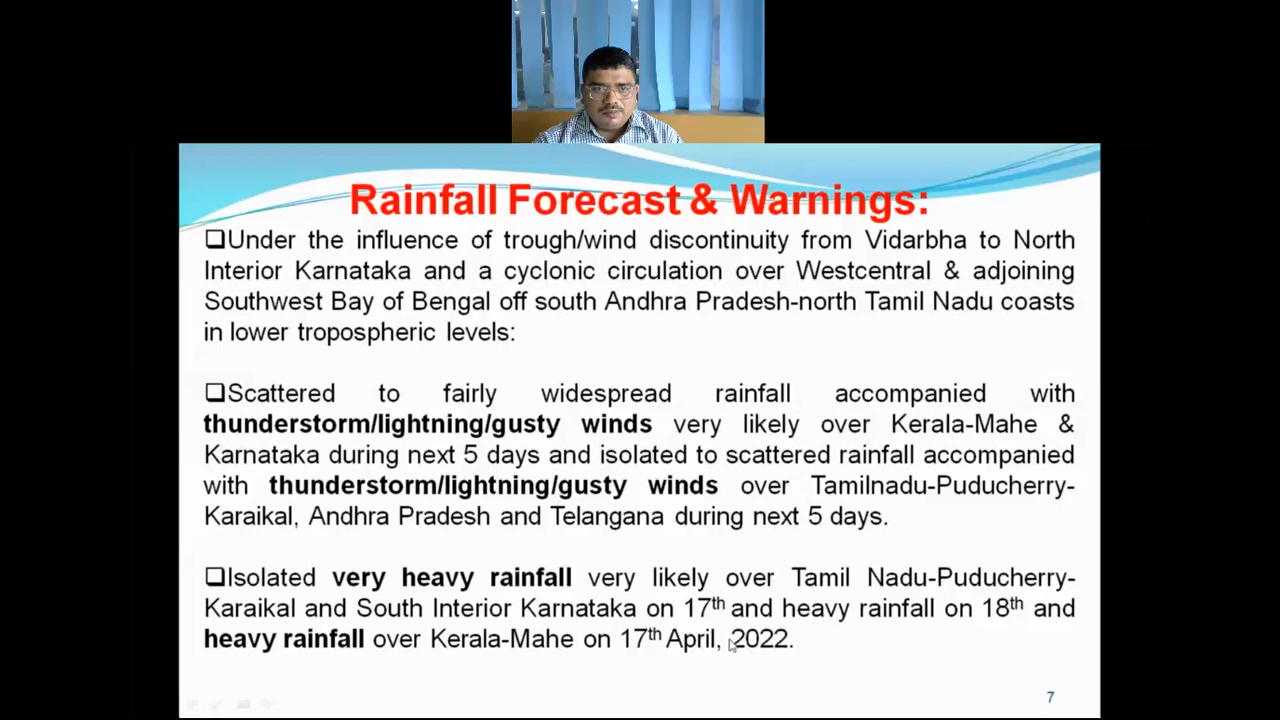 Rainfall Forecast & Warnings:
❑Under the influence of trough/wind discontinuity from Vidarbha to North
Interior Karnataka and a cyclonic circulation over Westcentral & adjoining
Southwest Bay of Bengal off south Andhra Pradesh-north Tamil Nadu coasts
in lower tropospheric levels:
❑Scattered to fairly widespread rainfall accompanied with
thunderstorm/lightning/gusty winds very likely over Kerala-Mahe &
Karnataka during next 5 days and isolated to scattered rainfall accompanied
with thunderstorm/lightning/gusty winds over Tamilnadu-Puducherry-
Karaikal, Andhra Pradesh and Telangana during next 5 days.
❑Isolated very heavy rainfall very likely over Tamil Nadu-Puducherry-
Karaikal and South Interior Karnataka on 17th and heavy rainfall on 18th and
heavy rainfall over Kerala-Mahe on 17th April, 2022.
7